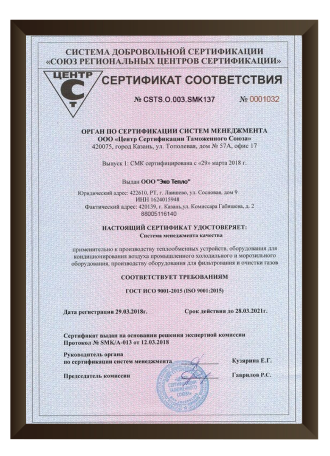 СИСТЕМА ДОБРОВОЛЬНОЙ СЕРТИФИКАЦИИ
«СОЮЗ РЕГИОНАЛЬНЫХ ЦЕНТРОВ СЕРТИФИКАЦИИ»
ЦЕНТР
С
Т
СЕРТИФИКАТ СООТВЕТСТВИЯ
№ CSTS.O.003.SMK137 № 0001032
ОРГАН ПО СЕРТИФИКАЦИИ СИСТЕМ МЕНЕДЖМЕНТА
ООО «Центр Сертификации Таможенного Союза»
420075, город Казань, ул. Тополевая, дом № 57А, офис 17
Выпуск 1: СМК сертифицирована с «29» марта 2018 г.
Выдан ООО "Эко Тепло"
Юридический адрес: 422610, РТ, г. Лаишево, ул. Сосновая, дом 9
ИНН 1624015948
Фактический адрес: 420139, г. Казань,ул. Комиссара Габишева, д. 2
88005116140
НАСТОЯЩИЙ СЕРТИФИКАТ УДОСТОВЕРЯЕТ:
Система менеджмента качества
применительно к производству теплообменных устройств, оборудования для
кондиционирования воздуха промышленного холодильного и морозильного
оборудования, производству оборудования для фильтрования и очистки газов
СООТВЕТСТВУЕТ ТРЕБОВАНИЯМ
ГОСТ ИСО 9001-2015 (ISO 9001:2015)
Дата регистрации 29.03.2018г. Срок действия до 28.03.2021г.
Сертификат выдан на основании решения экспертной комиссии
Протокол № SMK/A-013 от 12.03.2018
Руководитель органа
по сертификации систем менеджмента Кузярина Е.Г.
Председатель комиссии Гаврилов Р.С.